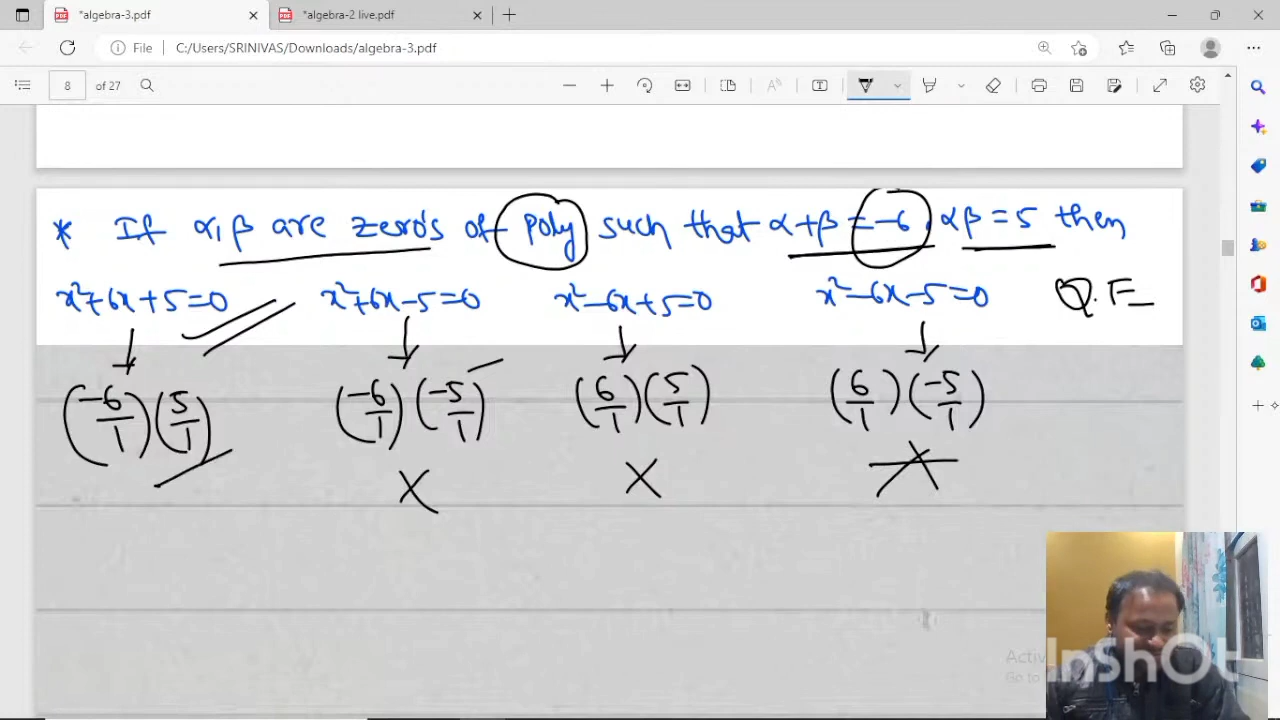 *algebra-3.pdf
*algebra-2 live.pdf
File C:/Users/SRINIVAS/Downloads/algebra-3.pdf
8 of 27
* If α, β are zero's of poly such that α+β = -6, αβ = 5 then
x²+6x+5=0 x²+6x-5=0 x²-6x+5=0 x²-6x-5=0 Q.F
(-6/1)(5/1) (-6/1)(-5/1) (6/1)(5/1) (6/1)(-5/1)
X X X
Activ
Go to
InShOt